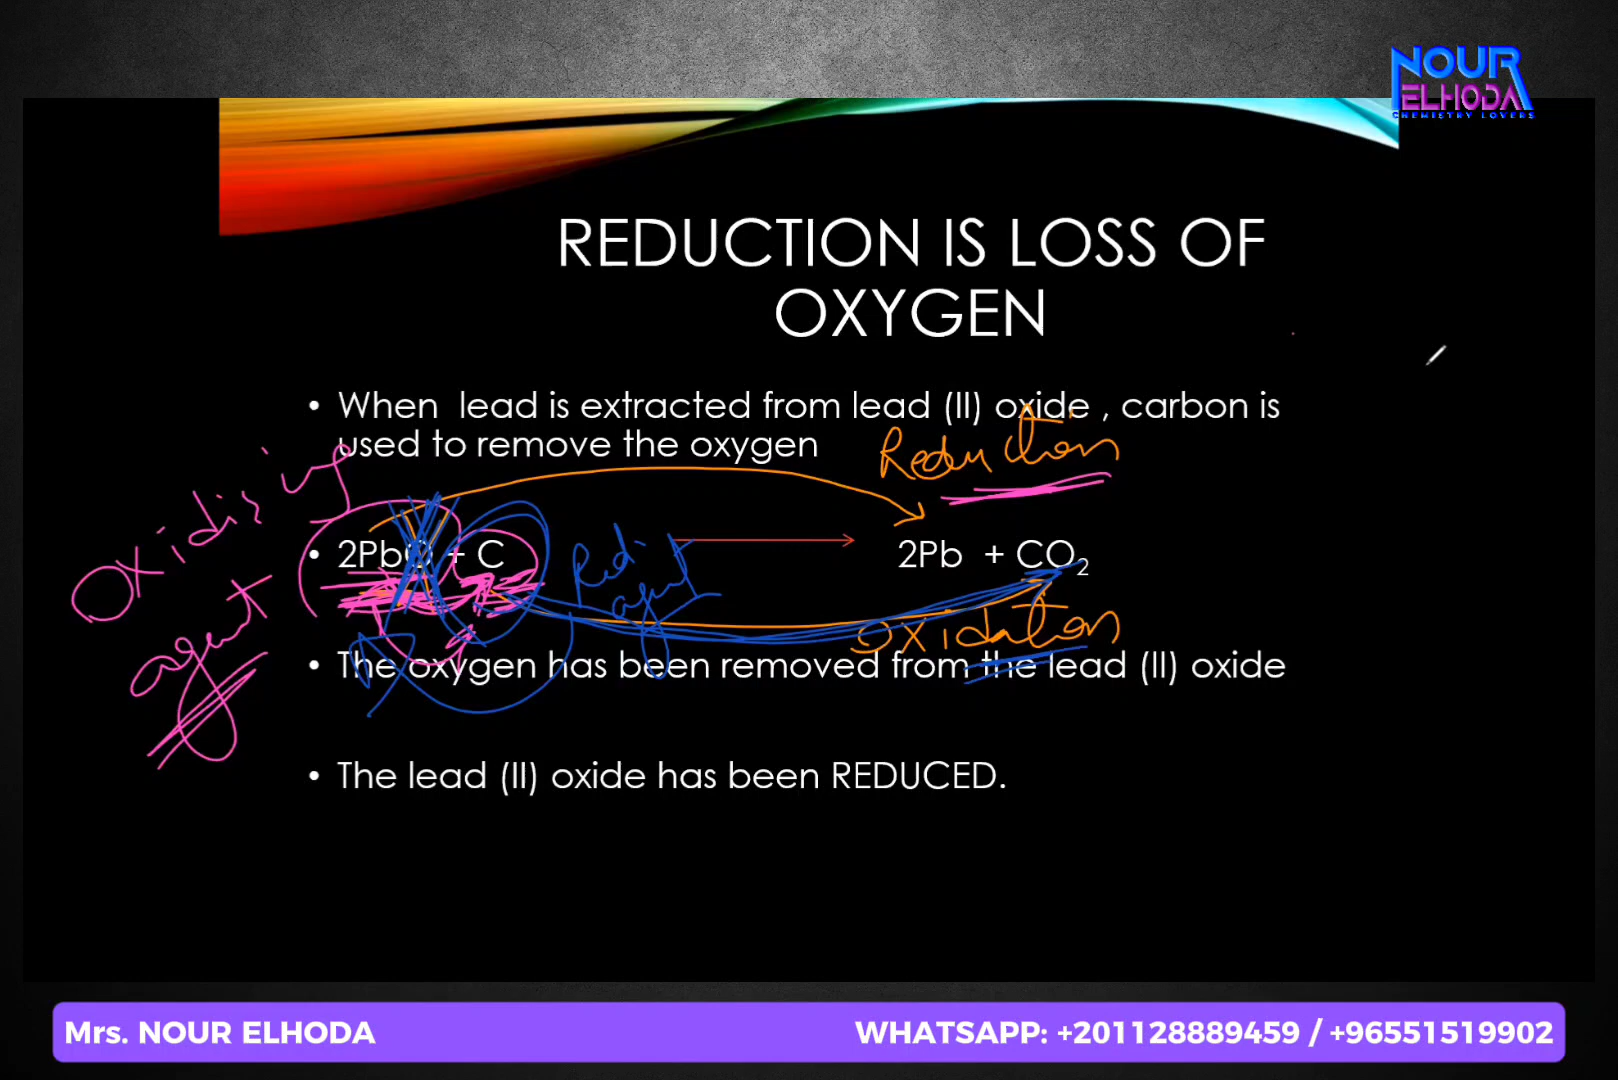 NOUR
ELHODA
CHEMISTRY LOVERS
REDUCTION IS LOSS OF
OXYGEN
• When lead is extracted from lead (II) oxide , carbon is
used to remove the oxygen
Reduction
Oxidising
agent
• 2PbO + C 2Pb + CO₂
Red.
agent
Oxidation
• The oxygen has been removed from the lead (II) oxide
• The lead (II) oxide has been REDUCED.
Mrs. NOUR ELHODA
WHATSAPP: +201128889459 / +96551519902